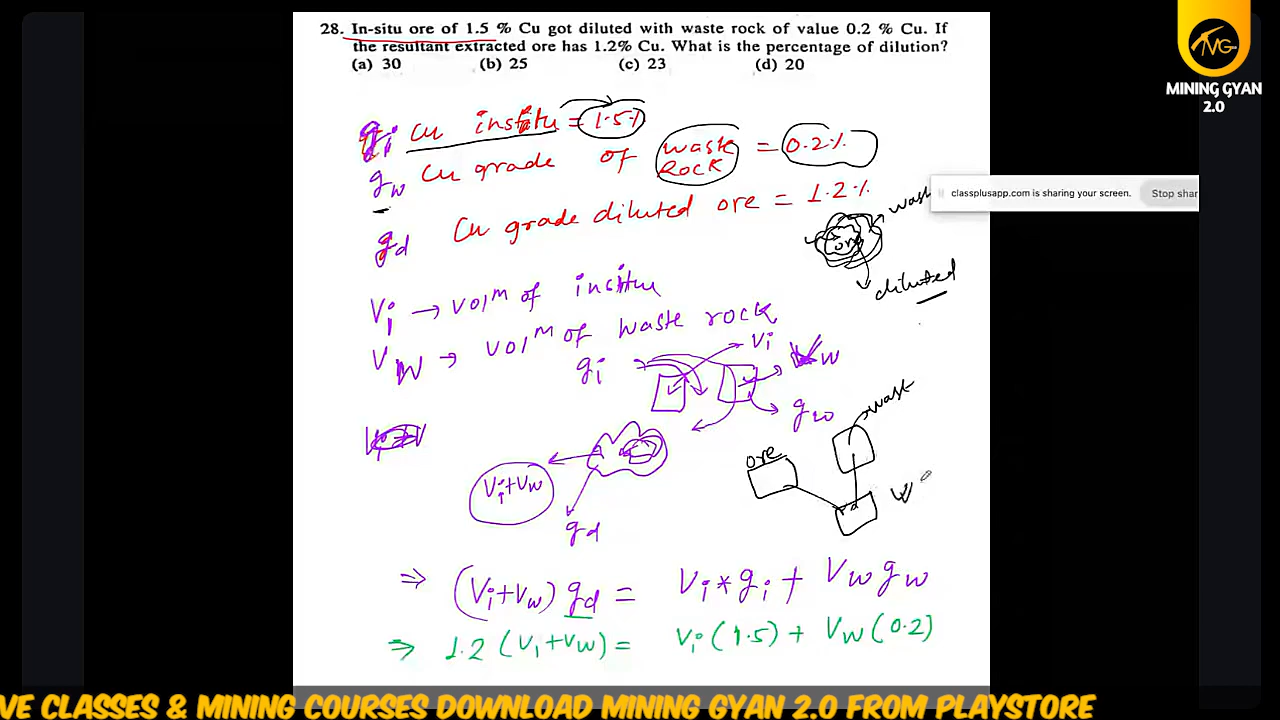 28. In-situ ore of 1.5 % Cu got diluted with waste rock of value 0.2 % Cu. If
the resultant extracted ore has 1.2% Cu. What is the percentage of dilution?
(a) 30 (b) 25 (c) 23 (d) 20
TVG
MINING GYAN
2.0
gi Cu insitu = 1.5%
gw Cu grade of waste Rock = 0.2%
gd Cu grade diluted ore = 1.2%
classplusapp.com is sharing your screen. Stop shar
was
ore
diluted
Vi → Volm of insitu
Vw → Volm of waste rock
gi
Vi
w
gw
Vi+Vw
gd
ore
wast
⇒ (Vi+Vw) gd = Vi*gi + Vw gw
⇒ 1.2 (Vi+Vw) = Vi (1.5) + Vw (0.2)
VE CLASSES & MINING COURSES DOWNLOAD MINING GYAN 2.0 FROM PLAYSTORE